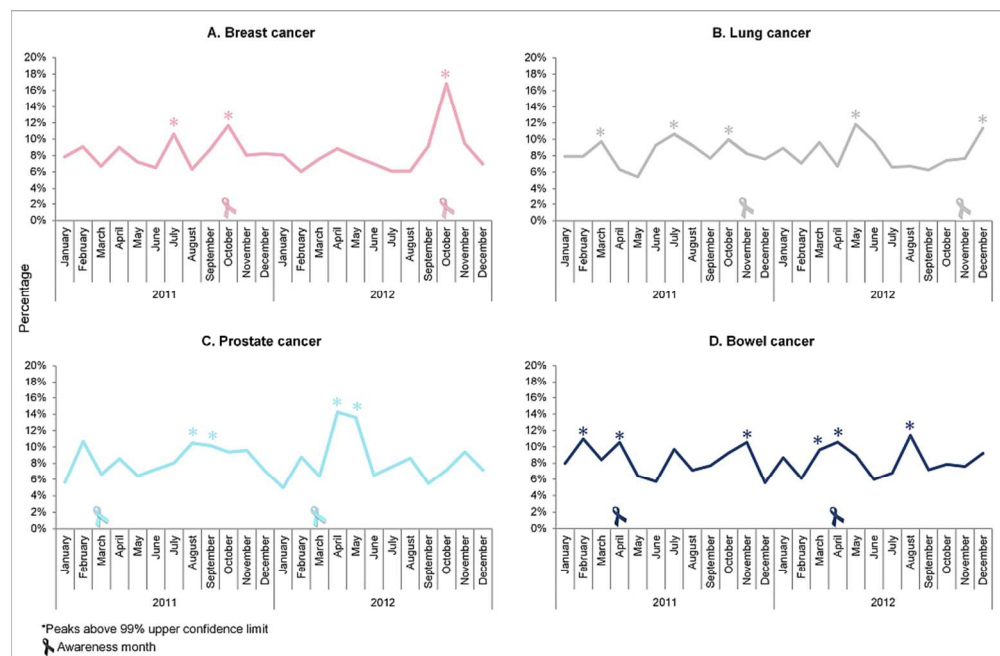 A. Breast cancer
20%
18%
16%
14%
12%
10%
8%
6%
4%
2%
0%
*
*
*
January
February
March
April
May
June
July
August
September
October
November
December
January
February
March
April
May
June
July
August
September
October
November
December
2011
2012
B. Lung cancer
20%
18%
16%
14%
12%
10%
8%
6%
4%
2%
0%
*
*
*
*
*
January
February
March
April
May
June
July
August
September
October
November
December
January
February
March
April
May
June
July
August
September
October
November
December
2011
2012
Percentage
C. Prostate cancer
20%
18%
16%
14%
12%
10%
8%
6%
4%
2%
0%
*
*
*
*
January
February
March
April
May
June
July
August
September
October
November
December
January
February
March
April
May
June
July
August
September
October
November
December
2011
2012
D. Bowel cancer
20%
18%
16%
14%
12%
10%
8%
6%
4%
2%
0%
*
*
*
*
*
*
January
February
March
April
May
June
July
August
September
October
November
December
January
February
March
April
May
June
July
August
September
October
November
December
2011
2012
*Peaks above 99% upper confidence limit
Awareness month